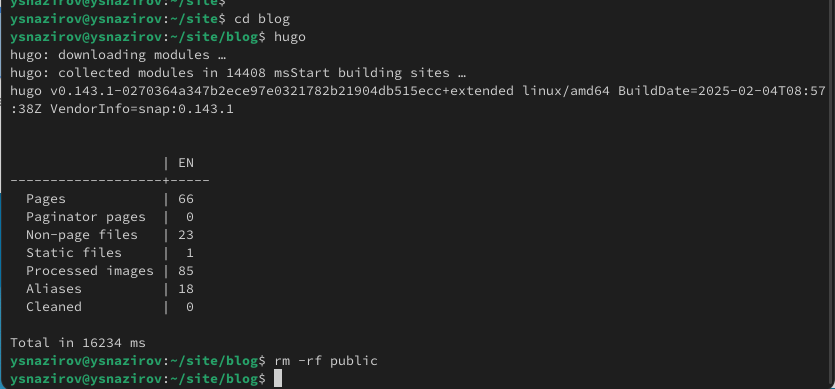 ysnazirov@ysnazirov:~/site$
ysnazirov@ysnazirov:~/site$ cd blog
ysnazirov@ysnazirov:~/site/blog$ hugo
hugo: downloading modules …
hugo: collected modules in 14408 msStart building sites …
hugo v0.143.1-0270364a347b2ece97e0321782b21904db515ecc+extended linux/amd64 BuildDate=2025-02-04T08:57
:38Z VendorInfo=snap:0.143.1
| EN
-------------------+-----
Pages | 66
Paginator pages | 0
Non-page files | 23
Static files | 1
Processed images | 85
Aliases | 18
Cleaned | 0
Total in 16234 ms
ysnazirov@ysnazirov:~/site/blog$ rm -rf public
ysnazirov@ysnazirov:~/site/blog$